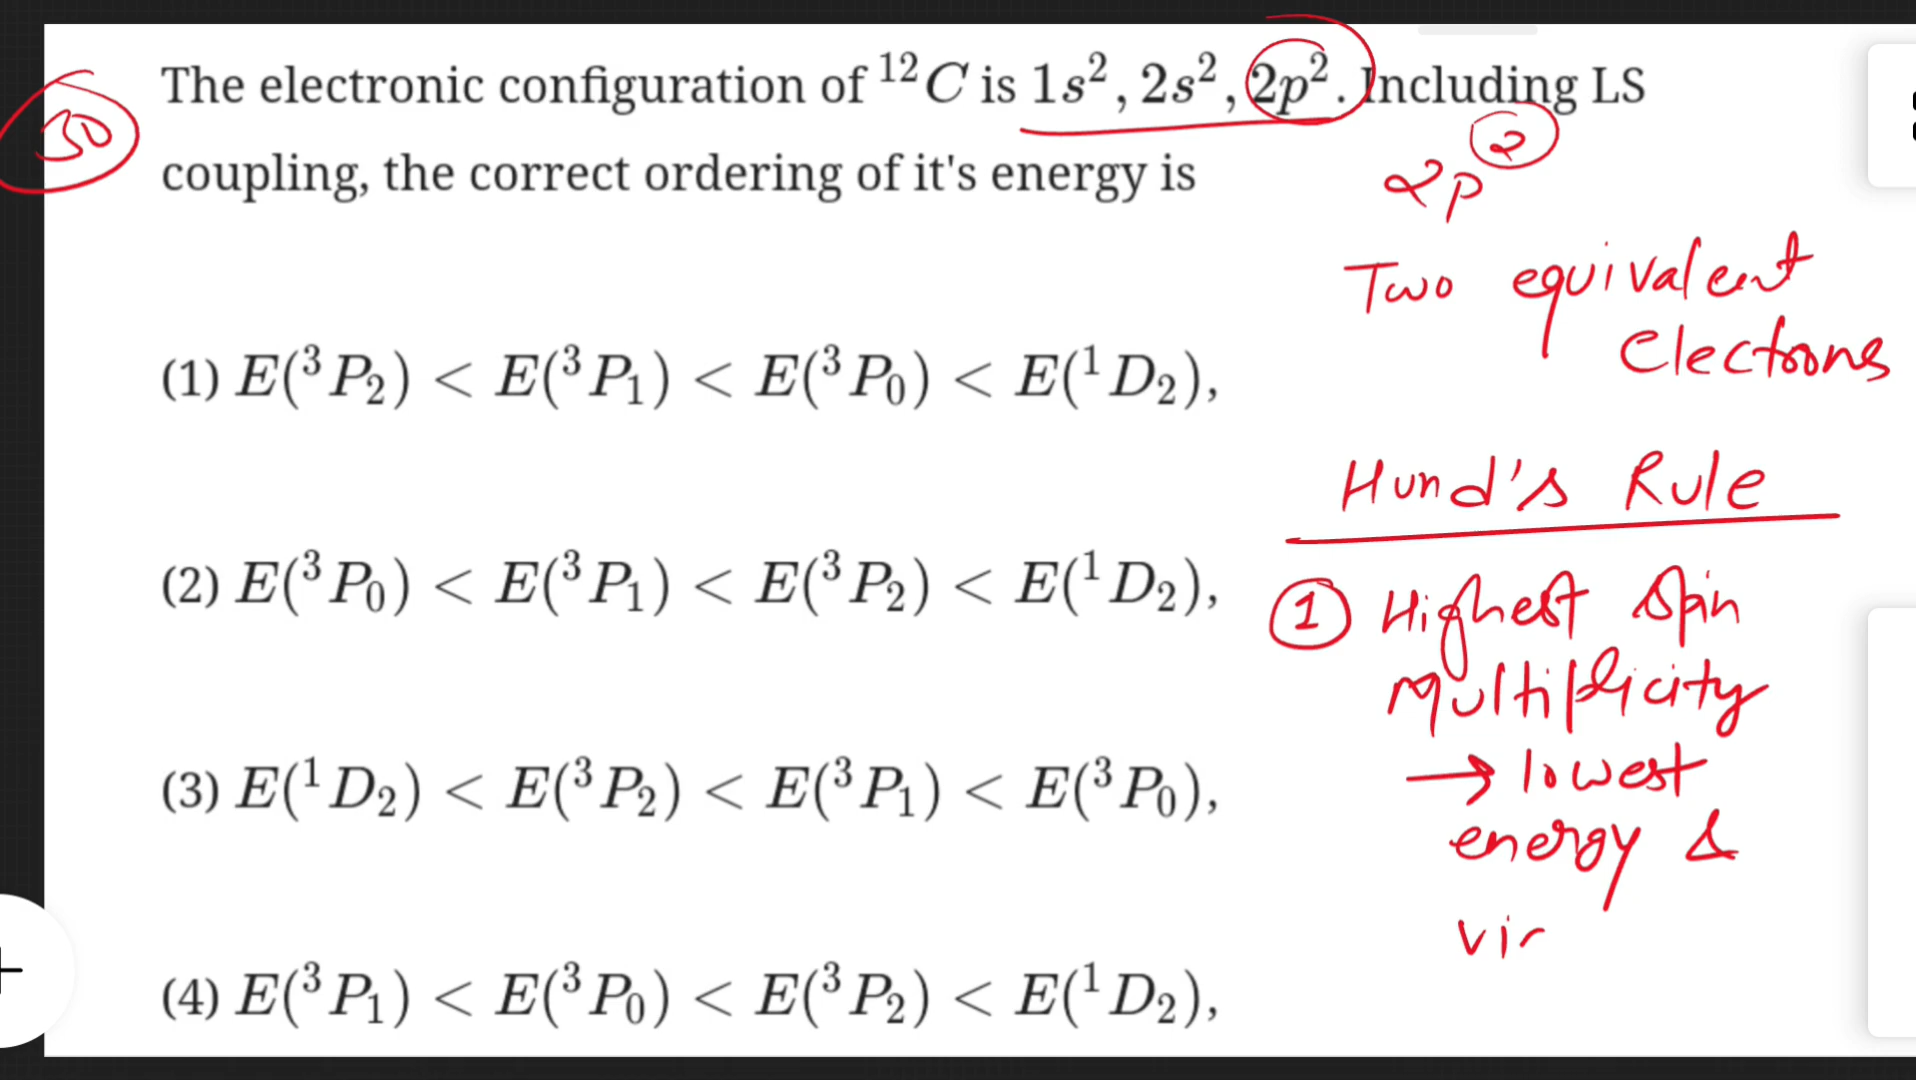 30
The electronic configuration of ¹²C is 1s², 2s², 2p². Including LS
coupling, the correct ordering of it's energy is
2p²
Two equivalent
electrons
(1) E(³P₂) < E(³P₁) < E(³P₀) < E(¹D₂),
Hund's Rule
(2) E(³P₀) < E(³P₁) < E(³P₂) < E(¹D₂),
① Highest spin
multiplicity
→ lowest
energy &
vir
(3) E(¹D₂) < E(³P₂) < E(³P₁) < E(³P₀),
(4) E(³P₁) < E(³P₀) < E(³P₂) < E(¹D₂),